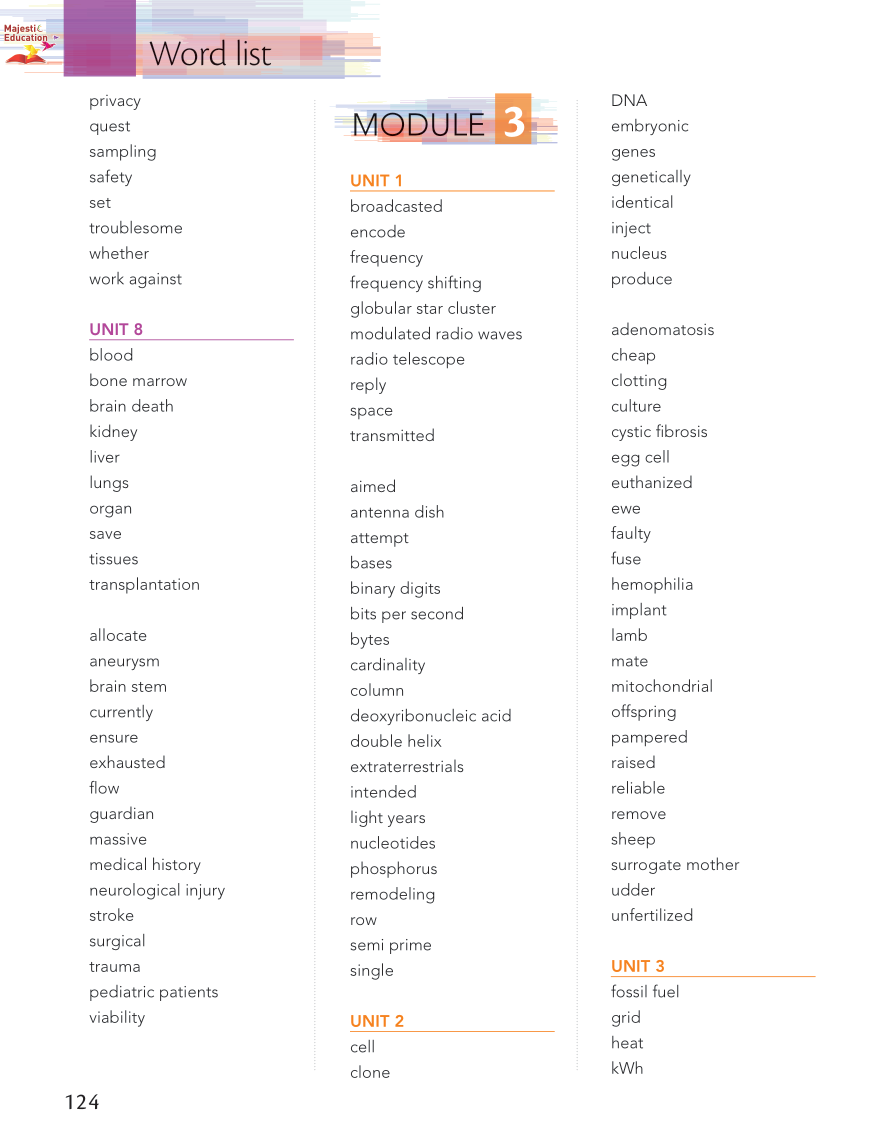 Majestic
Education
Word list
privacy
quest
sampling
safety
set
troublesome
whether
work against
UNIT 8
blood
bone marrow
brain death
kidney
liver
lungs
organ
save
tissues
transplantation
allocate
aneurysm
brain stem
currently
ensure
exhausted
flow
guardian
massive
medical history
neurological injury
stroke
surgical
trauma
pediatric patients
viability
MODULE 3
UNIT 1
broadcasted
encode
frequency
frequency shifting
globular star cluster
modulated radio waves
radio telescope
reply
space
transmitted
aimed
antenna dish
attempt
bases
binary digits
bits per second
bytes
cardinality
column
deoxyribonucleic acid
double helix
extraterrestrials
intended
light years
nucleotides
phosphorus
remodeling
row
semi prime
single
UNIT 2
cell
clone
DNA
embryonic
genes
genetically
identical
inject
nucleus
produce
adenomatosis
cheap
clotting
culture
cystic fibrosis
egg cell
euthanized
ewe
faulty
fuse
hemophilia
implant
lamb
mate
mitochondrial
offspring
pampered
raised
reliable
remove
sheep
surrogate mother
udder
unfertilized
UNIT 3
fossil fuel
grid
heat
kWh
124